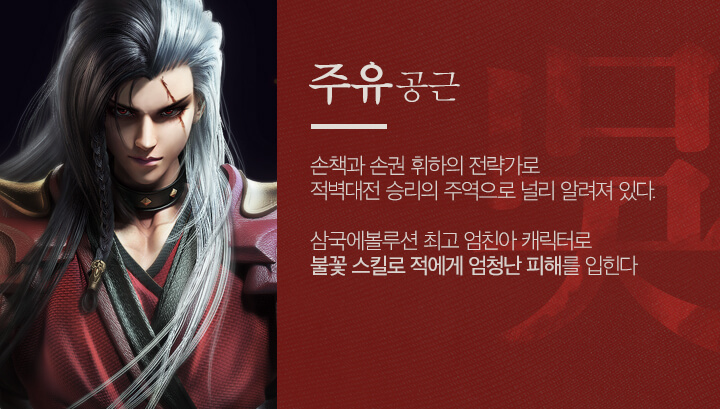 주유 공근
손책과 손권 휘하의 전략가로
적벽대전 승리의 주역으로 널리 알려져 있다.
삼국에볼루션 최고 엄친아 캐릭터로
불꽃 스킬로 적에게 엄청난 피해를 입힌다
吳